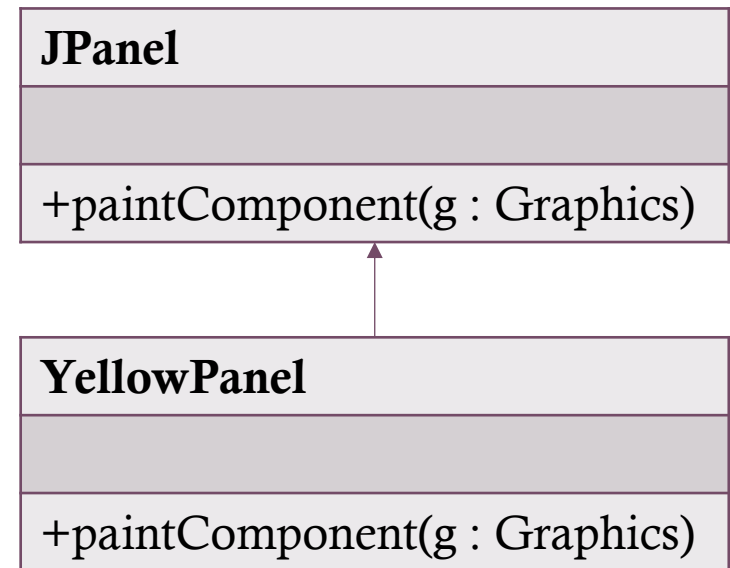 JPanel
+paintComponent(g : Graphics)
YellowPanel
+paintComponent(g : Graphics)